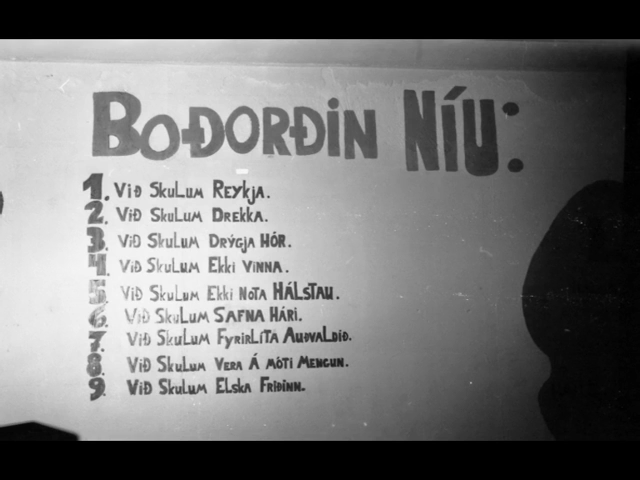 BOÐORÐIN NÍU:
1. VIÐ SKULUM REYKJA.
2. VIÐ SKULUM DREKKA.
3. VIÐ SKULUM DRÝGJA HÓR.
4. VIÐ SKULUM EKKI VINNA.
5. VIÐ SKULUM EKKI NOTA HÁLSTAU.
6. VIÐ SKULUM SAFNA HÁRI.
7. VIÐ SKULUM FYRIRLÍTA AUÐVALDIÐ.
8. VIÐ SKULUM VERA Á MÓTI MENGUN.
9 VIÐ SKULUM ELSKA FRIÐINN.